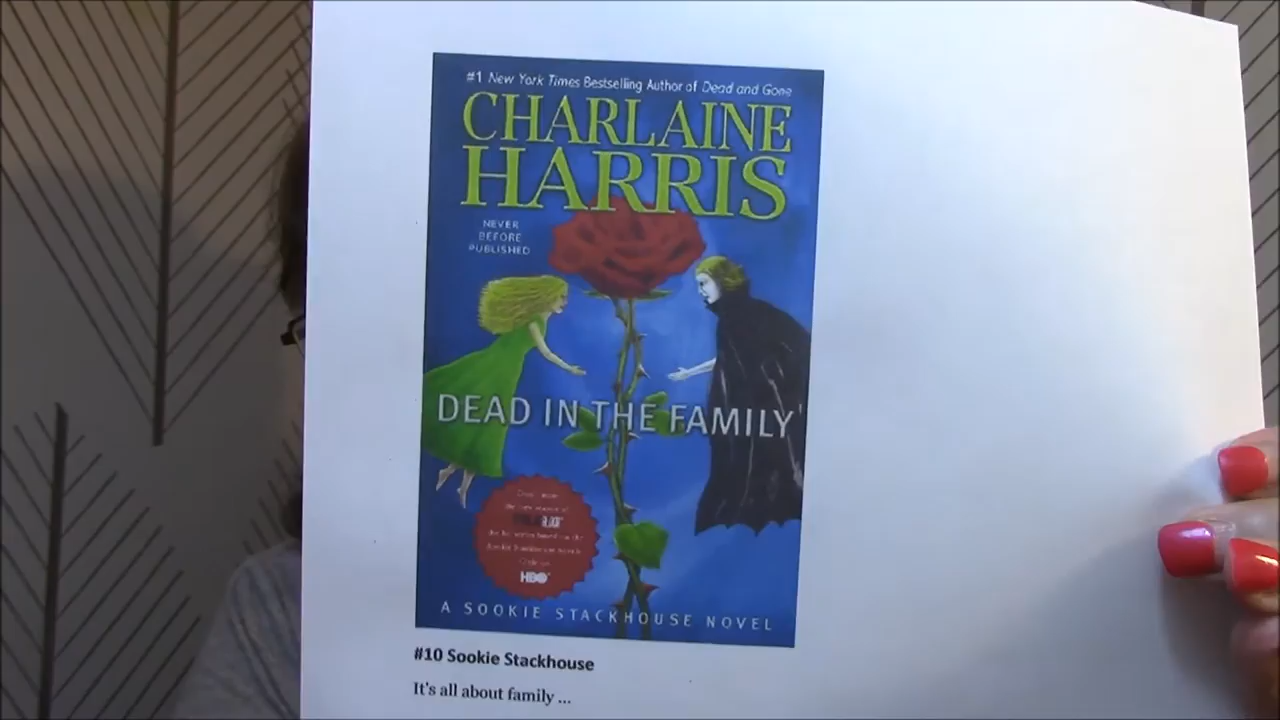 #1 New York Times Bestselling Author of Dead and Gone
CHARLAINE
HARRIS
NEVER
BEFORE
PUBLISHED
DEAD IN THE FAMILY
HBO
A SOOKIE STACKHOUSE NOVEL
#10 Sookie Stackhouse
It's all about family ...